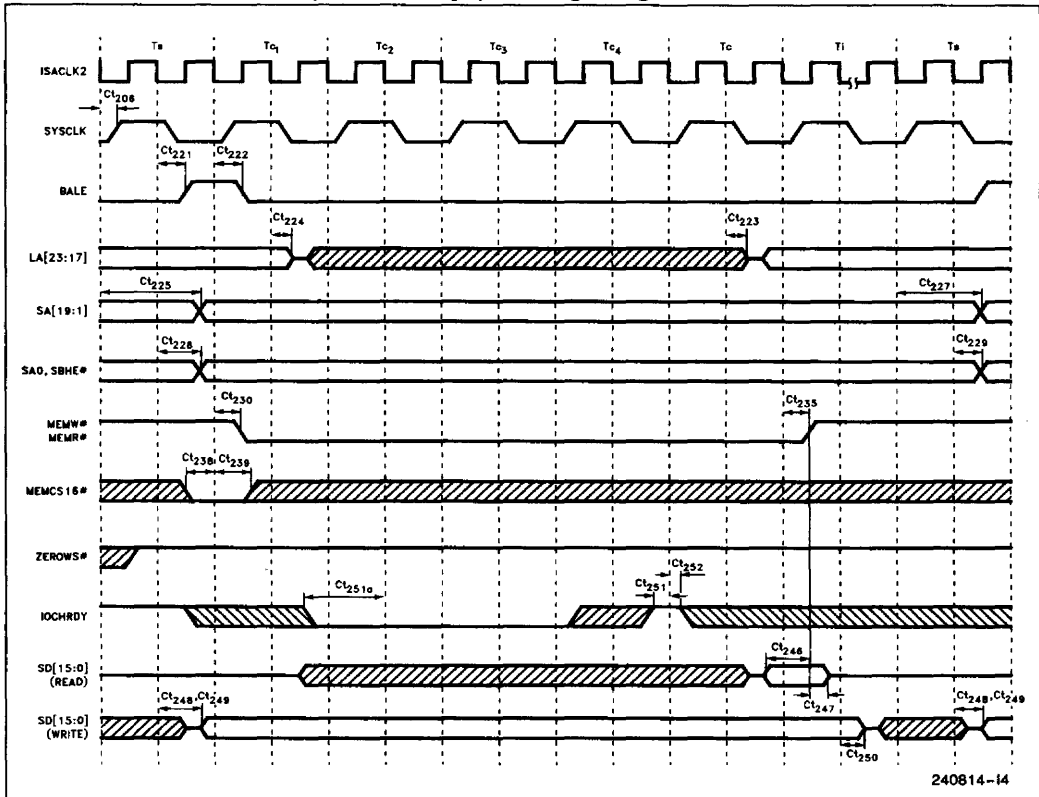 Ts Tc1 Tc2 Tc3 Tc4 Tc Ti Ts
ISACLK2
Ct206
SYSCLK
Ct221 Ct222
BALE
Ct224 Ct223
LA[23:17]
Ct225 Ct227
SA[19:1]
Ct228 Ct229
SA0, SBHE#
Ct230 Ct235
MEMW#
MEMR#
Ct238 Ct239
MEMCS16#
ZEROWS#
Ct252
Ct251
Ct251a
IOCHRDY
Ct246
SD[15:0]
(READ)
Ct247
Ct248,Ct249 Ct248,Ct249
SD[15:0]
(WRITE)
Ct250
240814-14